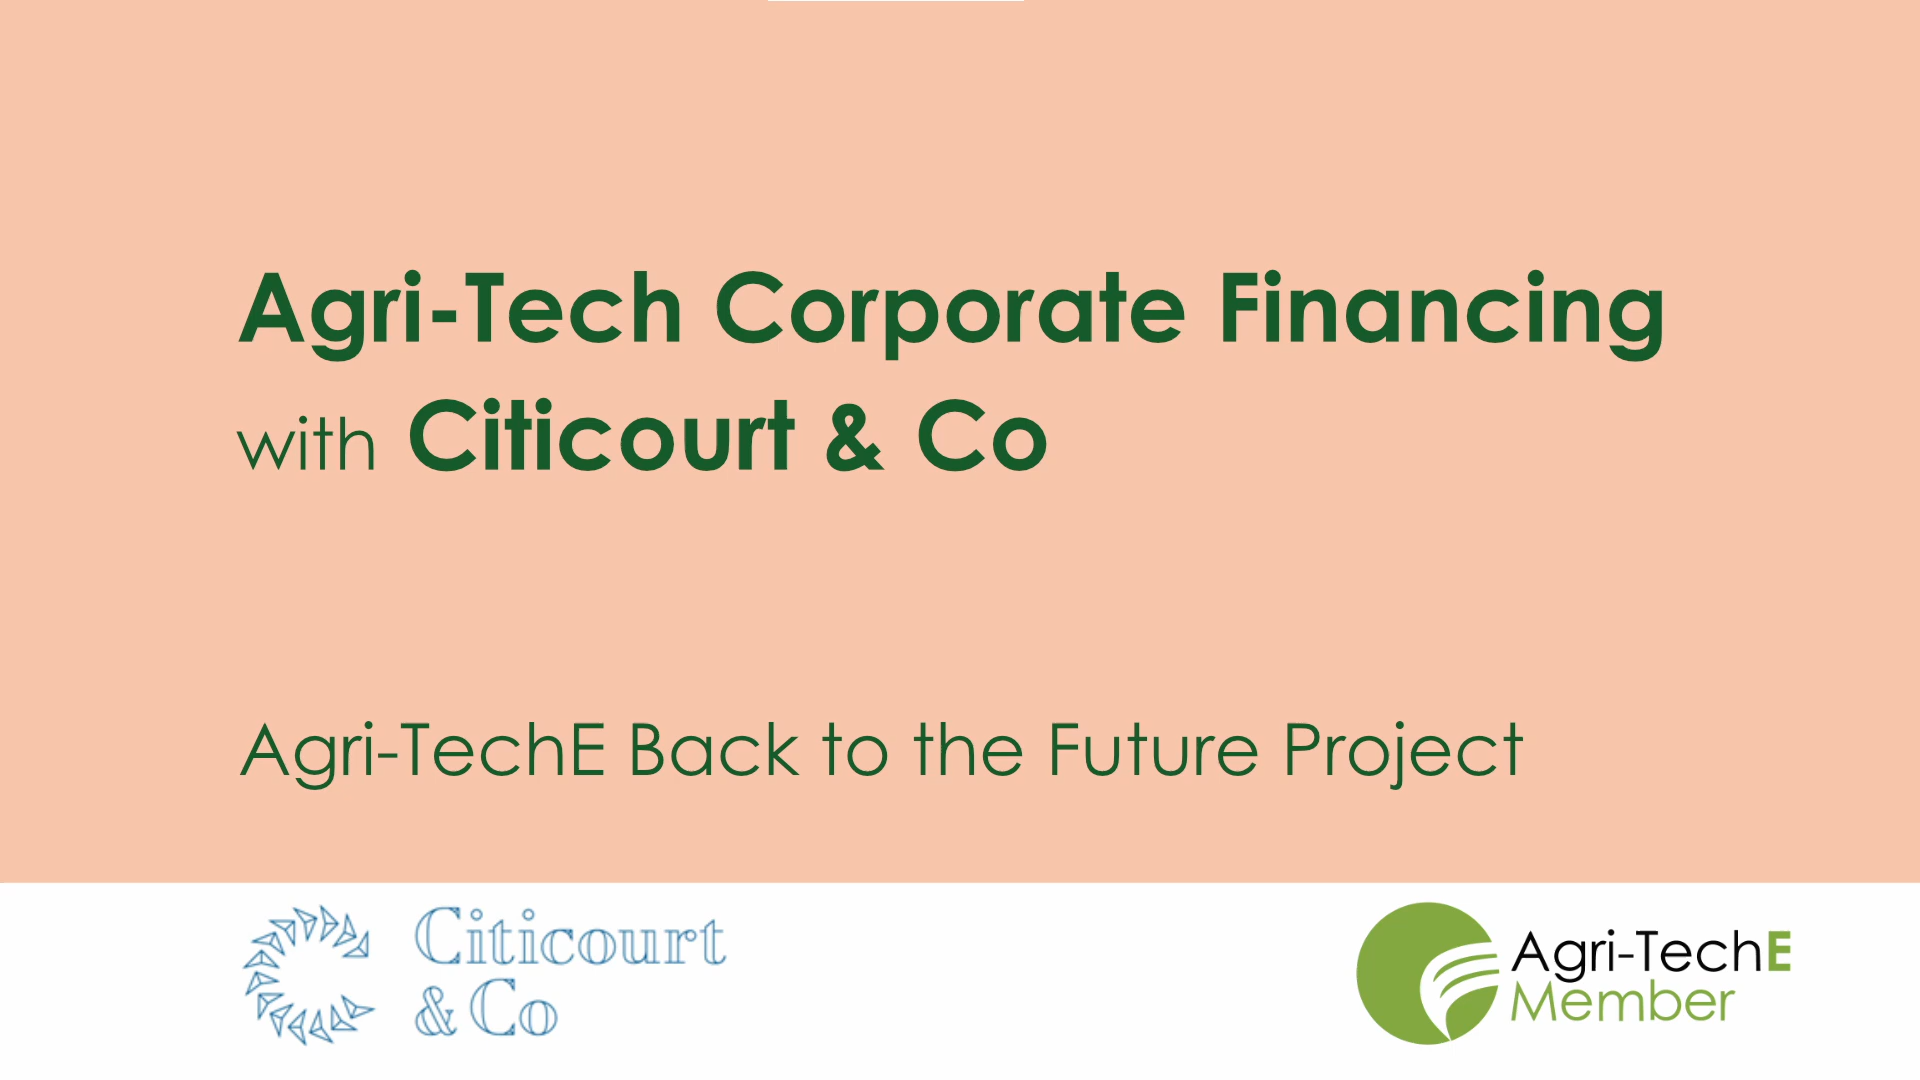 Agri-Tech Corporate Financing
with Citicourt & Co
Agri-TechE Back to the Future Project
Citicourt
& Co
Agri-TechE
Member